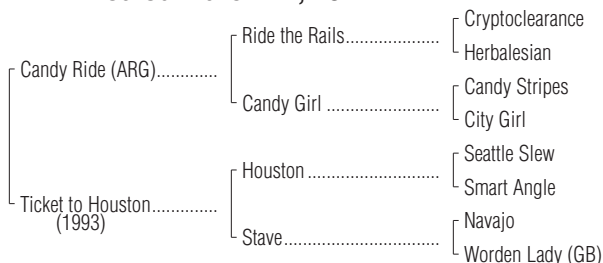 Cryptoclearance
Ride the Rails
Herbalesian
Candy Ride (ARG)
Candy Stripes
Candy Girl
City Girl
Seattle Slew
Houston
Smart Angle
Ticket to Houston
(1993)
Navajo
Stave
Worden Lady (GB)